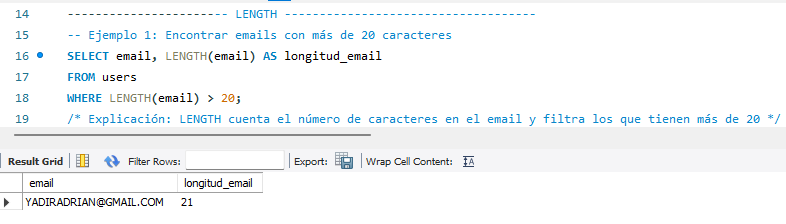 14 ---------------------- LENGTH -----------------------------------
15 -- Ejemplo 1: Encontrar emails con más de 20 caracteres
16 SELECT email, LENGTH(email) AS longitud_email
17 FROM users
18 WHERE LENGTH(email) > 20;
19 /* Explicación: LENGTH cuenta el número de caracteres en el email y filtra los que tienen más de 20 */
Result Grid Filter Rows: Export: Wrap Cell Content:
email longitud_email
YADIRADRIAN@GMAIL.COM 21